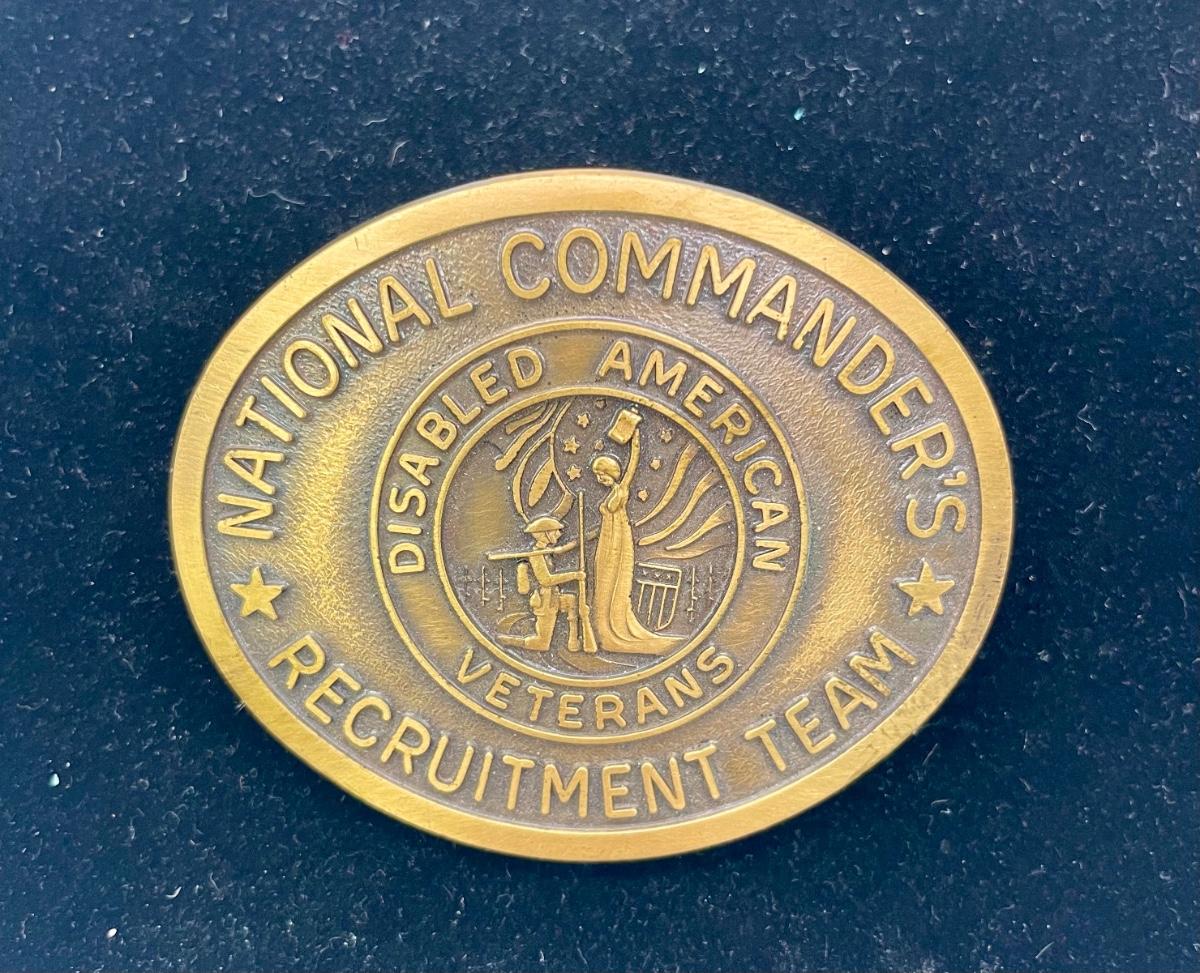 NATIONAL COMMANDER'S
DISABLED AMERICAN
VETERANS
RECRUITMENT TEAM